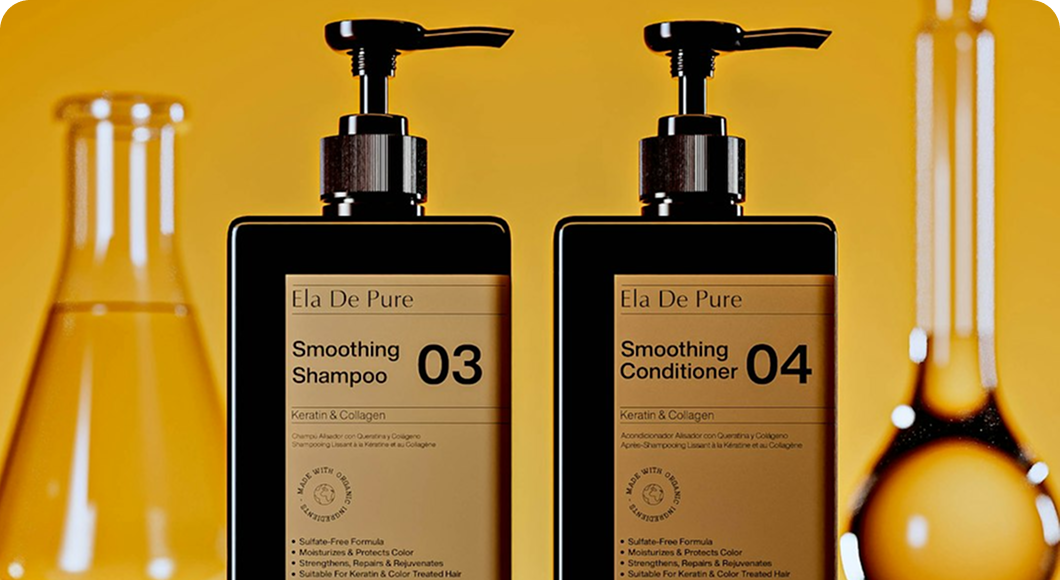 Ela De Pure
Smoothing
Shampoo
03
Keratin & Collagen
Champú Alisador con Queratina y Colágeno
Shampooing Lissant à la Kératine et au Collagène
MADE WITH ORGANIC INGREDIENTS
• Sulfate-Free Formula
• Moisturizes & Protects Color
• Strengthens, Repairs & Rejuvenates
• Suitable For Keratin & Color Treated Hair
Ela De Pure
Smoothing
Conditioner
04
Keratin & Collagen
Acondicionador Alisador con Queratina y Colágeno
Après-Shampooing Lissant à la Kératine et au Collagène
MADE WITH ORGANIC INGREDIENTS
• Sulfate-Free Formula
• Moisturizes & Protects Color
• Strengthens, Repairs & Rejuvenates
• Suitable For Keratin & Color Treated Hair